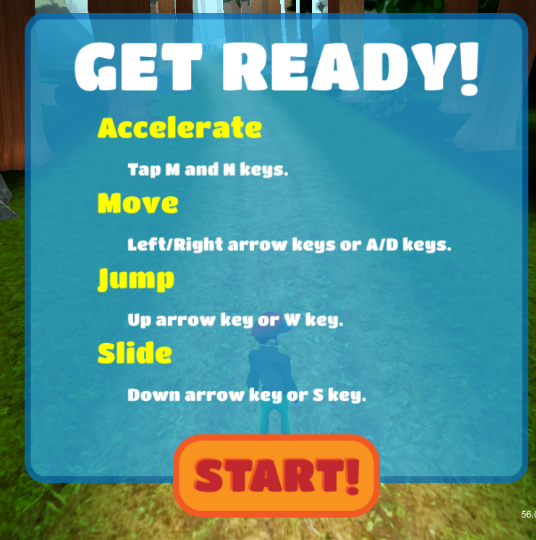 GET READY!
Accelerate
Tap M and N keys.
Move
Left/Right arrow keys or A/D keys.
Jump
Up arrow key or W key.
Slide
Down arrow key or S key.
START!